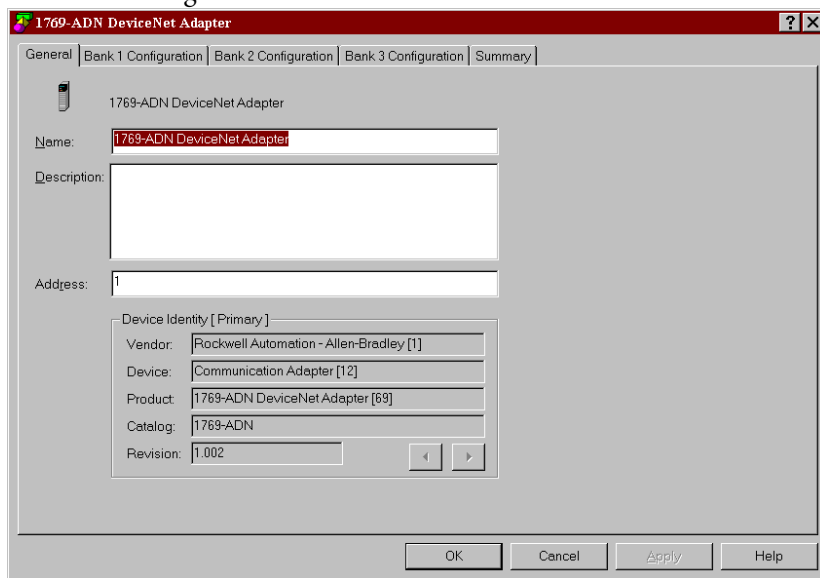 1769-ADN DeviceNet Adapter
General Bank 1 Configuration Bank 2 Configuration Bank 3 Configuration Summary
1769-ADN DeviceNet Adapter
Name: 1769-ADN DeviceNet Adapter
Description:
Address: 1
Device Identity [ Primary ]
Vendor: Rockwell Automation - Allen-Bradley [1]
Device: Communication Adapter [12]
Product: 1769-ADN DeviceNet Adapter [69]
Catalog: 1769-ADN
Revision: 1.002
OK Cancel Apply Help